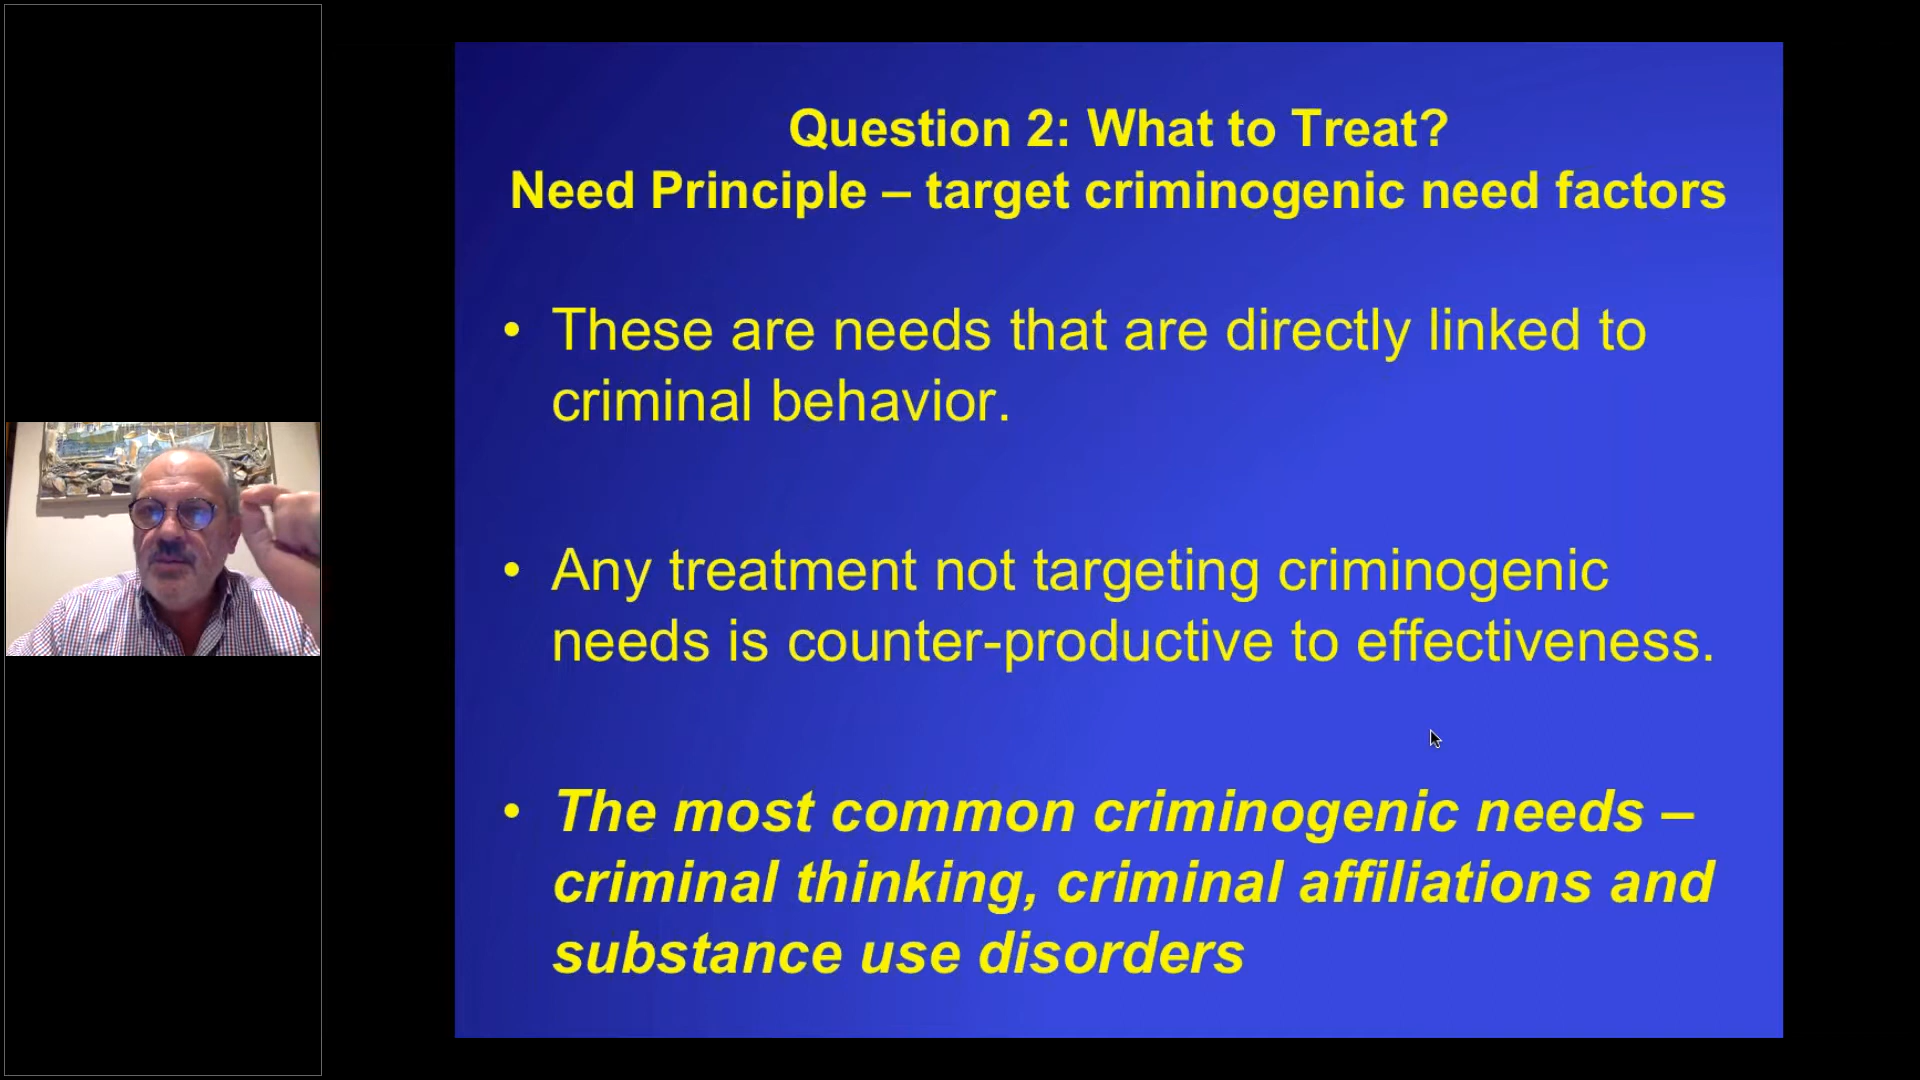 Question 2: What to Treat?
Need Principle – target criminogenic need factors
• These are needs that are directly linked to
criminal behavior.
• Any treatment not targeting criminogenic
needs is counter-productive to effectiveness.
• The most common criminogenic needs –
criminal thinking, criminal affiliations and
substance use disorders